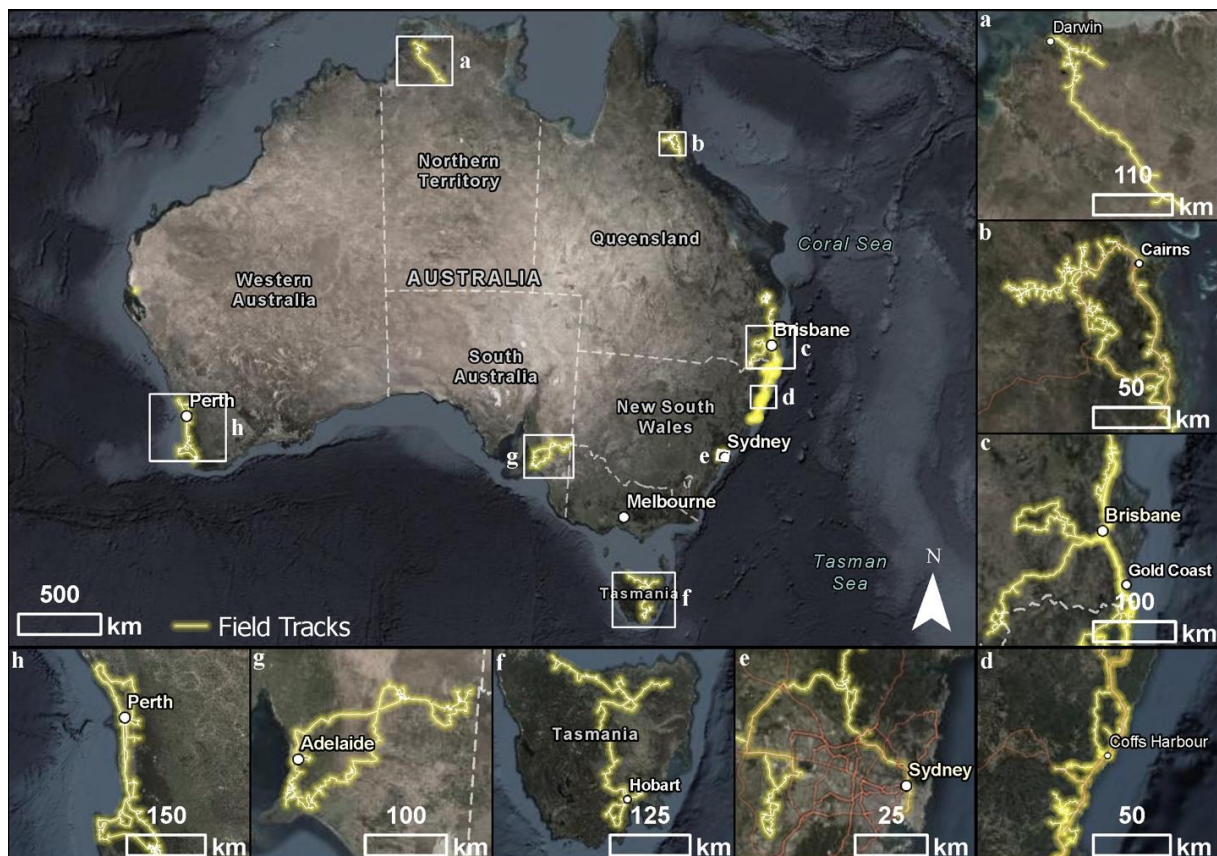 a
b
Northern
Territory
Queensland
Coral Sea
Western
Australia
AUSTRALIA
Brisbane
c
South
Australia
d
Perth
h
New South
Wales
Sydney
e
g
Melbourne
Tasman
Sea
N
Tasmania
f
500
km
Field Tracks
a
Darwin
110
km
b
Cairns
50
km
c
Brisbane
Gold Coast
100
km
h
Perth
150
km
g
Adelaide
100
km
f
Tasmania
Hobart
125
km
e
Sydney
25
km
d
Coffs Harbour
50
km